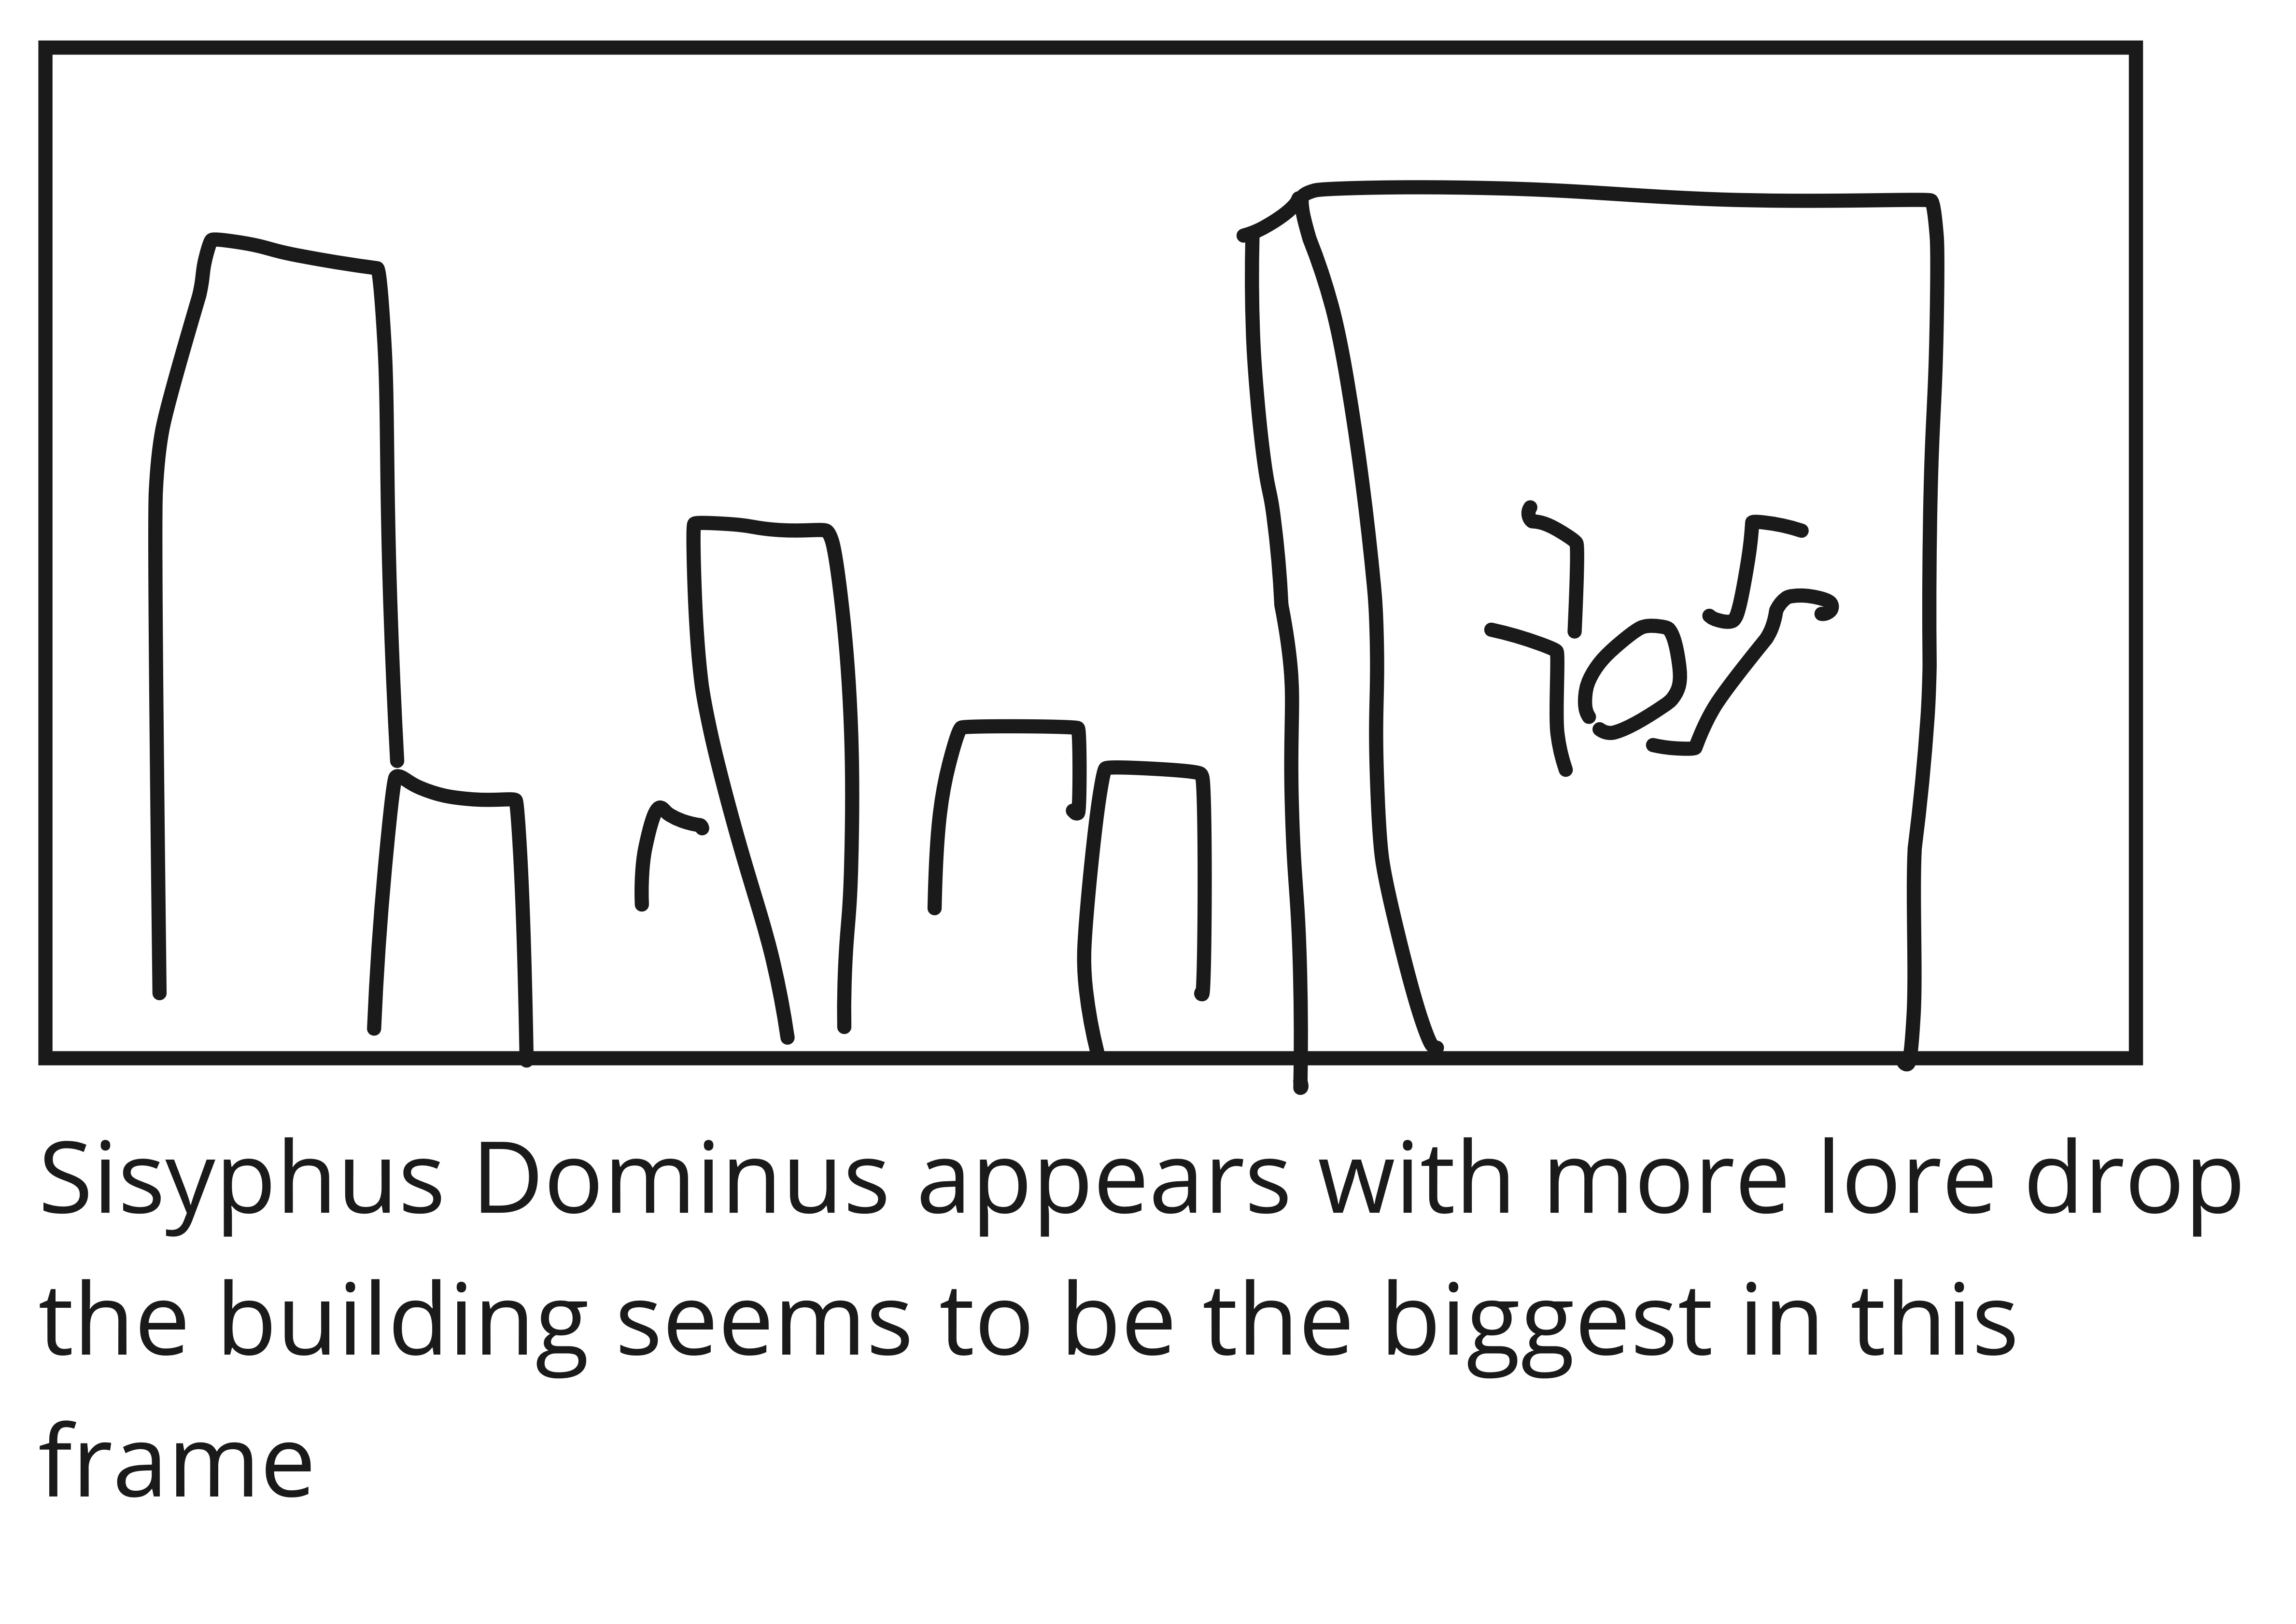 Sisyphus Dominus appears with more lore drop
the building seems to be the biggest in this
frame